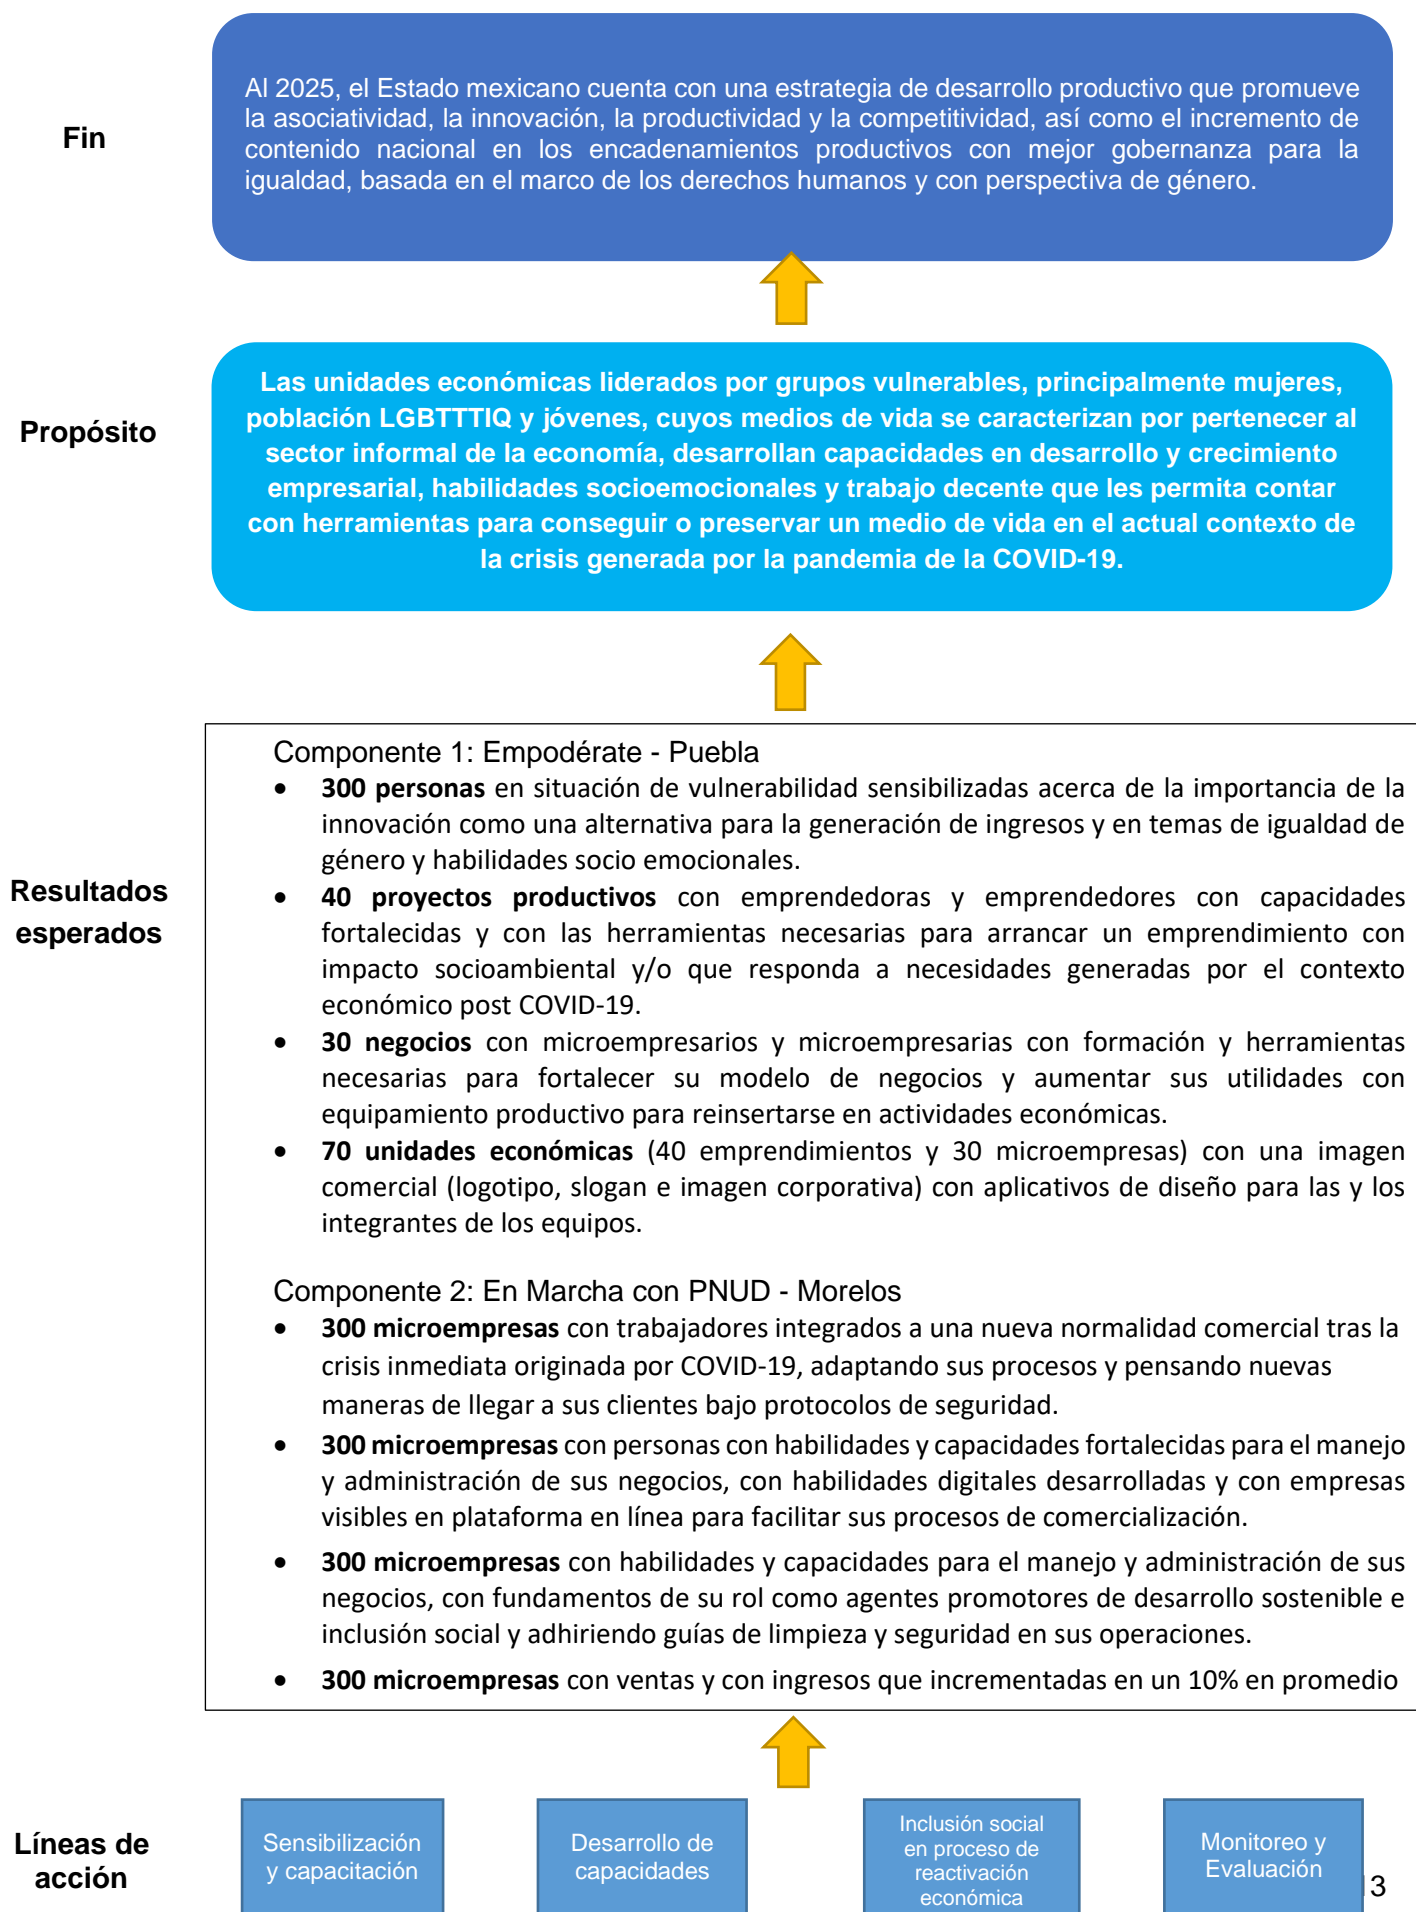 Fin
Al 2025, el Estado mexicano cuenta con una estrategia de desarrollo productivo que promueve
la asociatividad, la innovación, la productividad y la competitividad, así como el incremento de
contenido nacional en los encadenamientos productivos con mejor gobernanza para la
igualdad, basada en el marco de los derechos humanos y con perspectiva de género.
Propósito
Las unidades económicas liderados por grupos vulnerables, principalmente mujeres,
población LGBTTTIQ y jóvenes, cuyos medios de vida se caracterizan por pertenecer al
sector informal de la economía, desarrollan capacidades en desarrollo y crecimiento
empresarial, habilidades socioemocionales y trabajo decente que les permita contar
con herramientas para conseguir o preservar un medio de vida en el actual contexto de
la crisis generada por la pandemia de la COVID-19.
Resultados
esperados
Componente 1: Empodérate - Puebla
• 300 personas en situación de vulnerabilidad sensibilizadas acerca de la importancia de la
innovación como una alternativa para la generación de ingresos y en temas de igualdad de
género y habilidades socio emocionales.
• 40 proyectos productivos con emprendedoras y emprendedores con capacidades
fortalecidas y con las herramientas necesarias para arrancar un emprendimiento con
impacto socioambiental y/o que responda a necesidades generadas por el contexto
económico post COVID-19.
• 30 negocios con microempresarios y microempresarias con formación y herramientas
necesarias para fortalecer su modelo de negocios y aumentar sus utilidades con
equipamiento productivo para reinsertarse en actividades económicas.
• 70 unidades económicas (40 emprendimientos y 30 microempresas) con una imagen
comercial (logotipo, slogan e imagen corporativa) con aplicativos de diseño para las y los
integrantes de los equipos.
Componente 2: En Marcha con PNUD - Morelos
• 300 microempresas con trabajadores integrados a una nueva normalidad comercial tras la
crisis inmediata originada por COVID-19, adaptando sus procesos y pensando nuevas
maneras de llegar a sus clientes bajo protocolos de seguridad.
• 300 microempresas con personas con habilidades y capacidades fortalecidas para el manejo
y administración de sus negocios, con habilidades digitales desarrolladas y con empresas
visibles en plataforma en línea para facilitar sus procesos de comercialización.
• 300 microempresas con habilidades y capacidades para el manejo y administración de sus
negocios, con fundamentos de su rol como agentes promotores de desarrollo sostenible e
inclusión social y adhiriendo guías de limpieza y seguridad en sus operaciones.
• 300 microempresas con ventas y con ingresos que incrementadas en un 10% en promedio
Líneas de
acción
Sensibilización
y capacitación
Desarrollo de
capacidades
Inclusión social
en proceso de
reactivación
económica
Monitoreo y
Evaluación
13